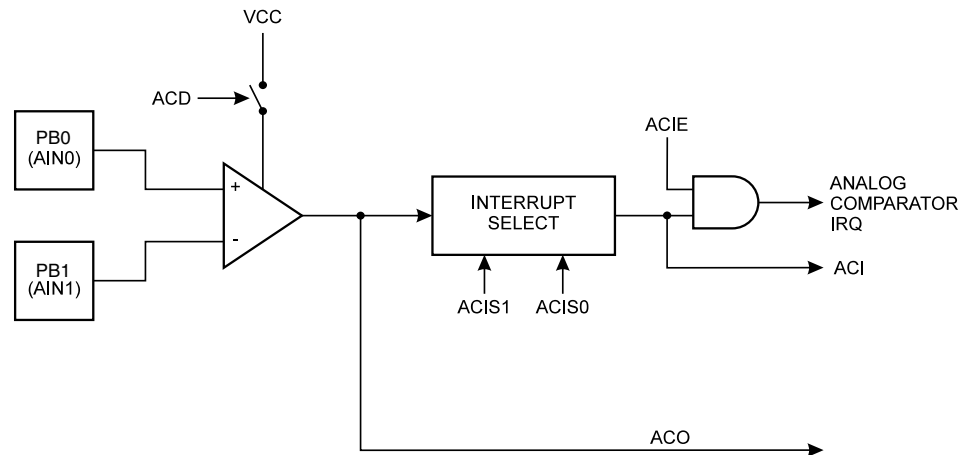 VCC
ACD
PB0
(AIN0)
+
-
PB1
(AIN1)
INTERRUPT
SELECT
ACIS1
ACIS0
ACIE
ANALOG
COMPARATOR
IRQ
ACI
ACO